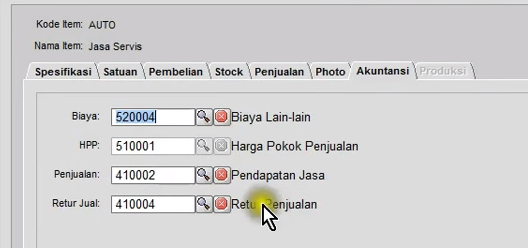 Kode Item: AUTO
Nama Item: Jasa Servis
Spesifikasi Satuan Pembelian Stock Penjualan Photo Akuntansi Produksi
Biaya: 520004 Biaya Lain-lain
HPP: 510001 Harga Pokok Penjualan
Penjualan: 410002 Pendapatan Jasa
Retur Jual: 410004 Retur Penjualan